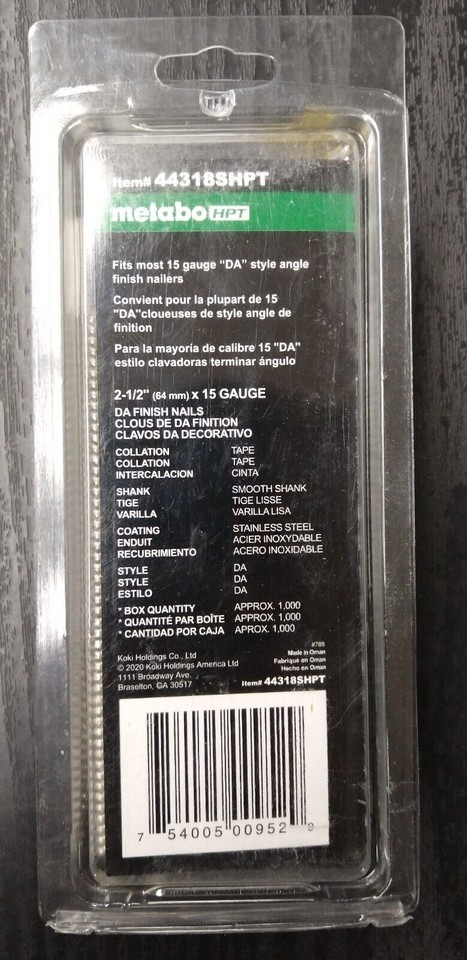 Item# 44318SHPT
metabo HPT
Fits most 15 gauge "DA" style angle
finish nailers
Convient pour la plupart de 15
"DA"cloueuses de style angle de
finition
Para la mayoría de calibre 15 "DA"
estilo clavadoras terminar ángulo
2-1/2" (64 mm) x 15 GAUGE
DA FINISH NAILS
CLOUS DE DA FINITION
CLAVOS DA DECORATIVO
COLLATION TAPE
COLLATION TAPE
INTERCALACION CINTA
SHANK SMOOTH SHANK
TIGE TIGE LISSE
VARILLA VARILLA LISA
COATING STAINLESS STEEL
ENDUIT ACIER INOXYDABLE
RECUBRIMIENTO ACERO INOXIDABLE
STYLE DA
STYLE DA
ESTILO DA
* BOX QUANTITY APPROX. 1,000
* QUANTITÉ PAR BOÎTE APPROX. 1,000
* CANTIDAD POR CAJA APROX. 1,000
#785
Made in Oman
Fabriqué en Oman
Hecho en Oman
Koki Holdings Co., Ltd
© 2020 Koki Holdings America Ltd
1111 Broadway Ave.
Braselton, GA 30517
Item# 44318SHPT
7 54005 00952 9